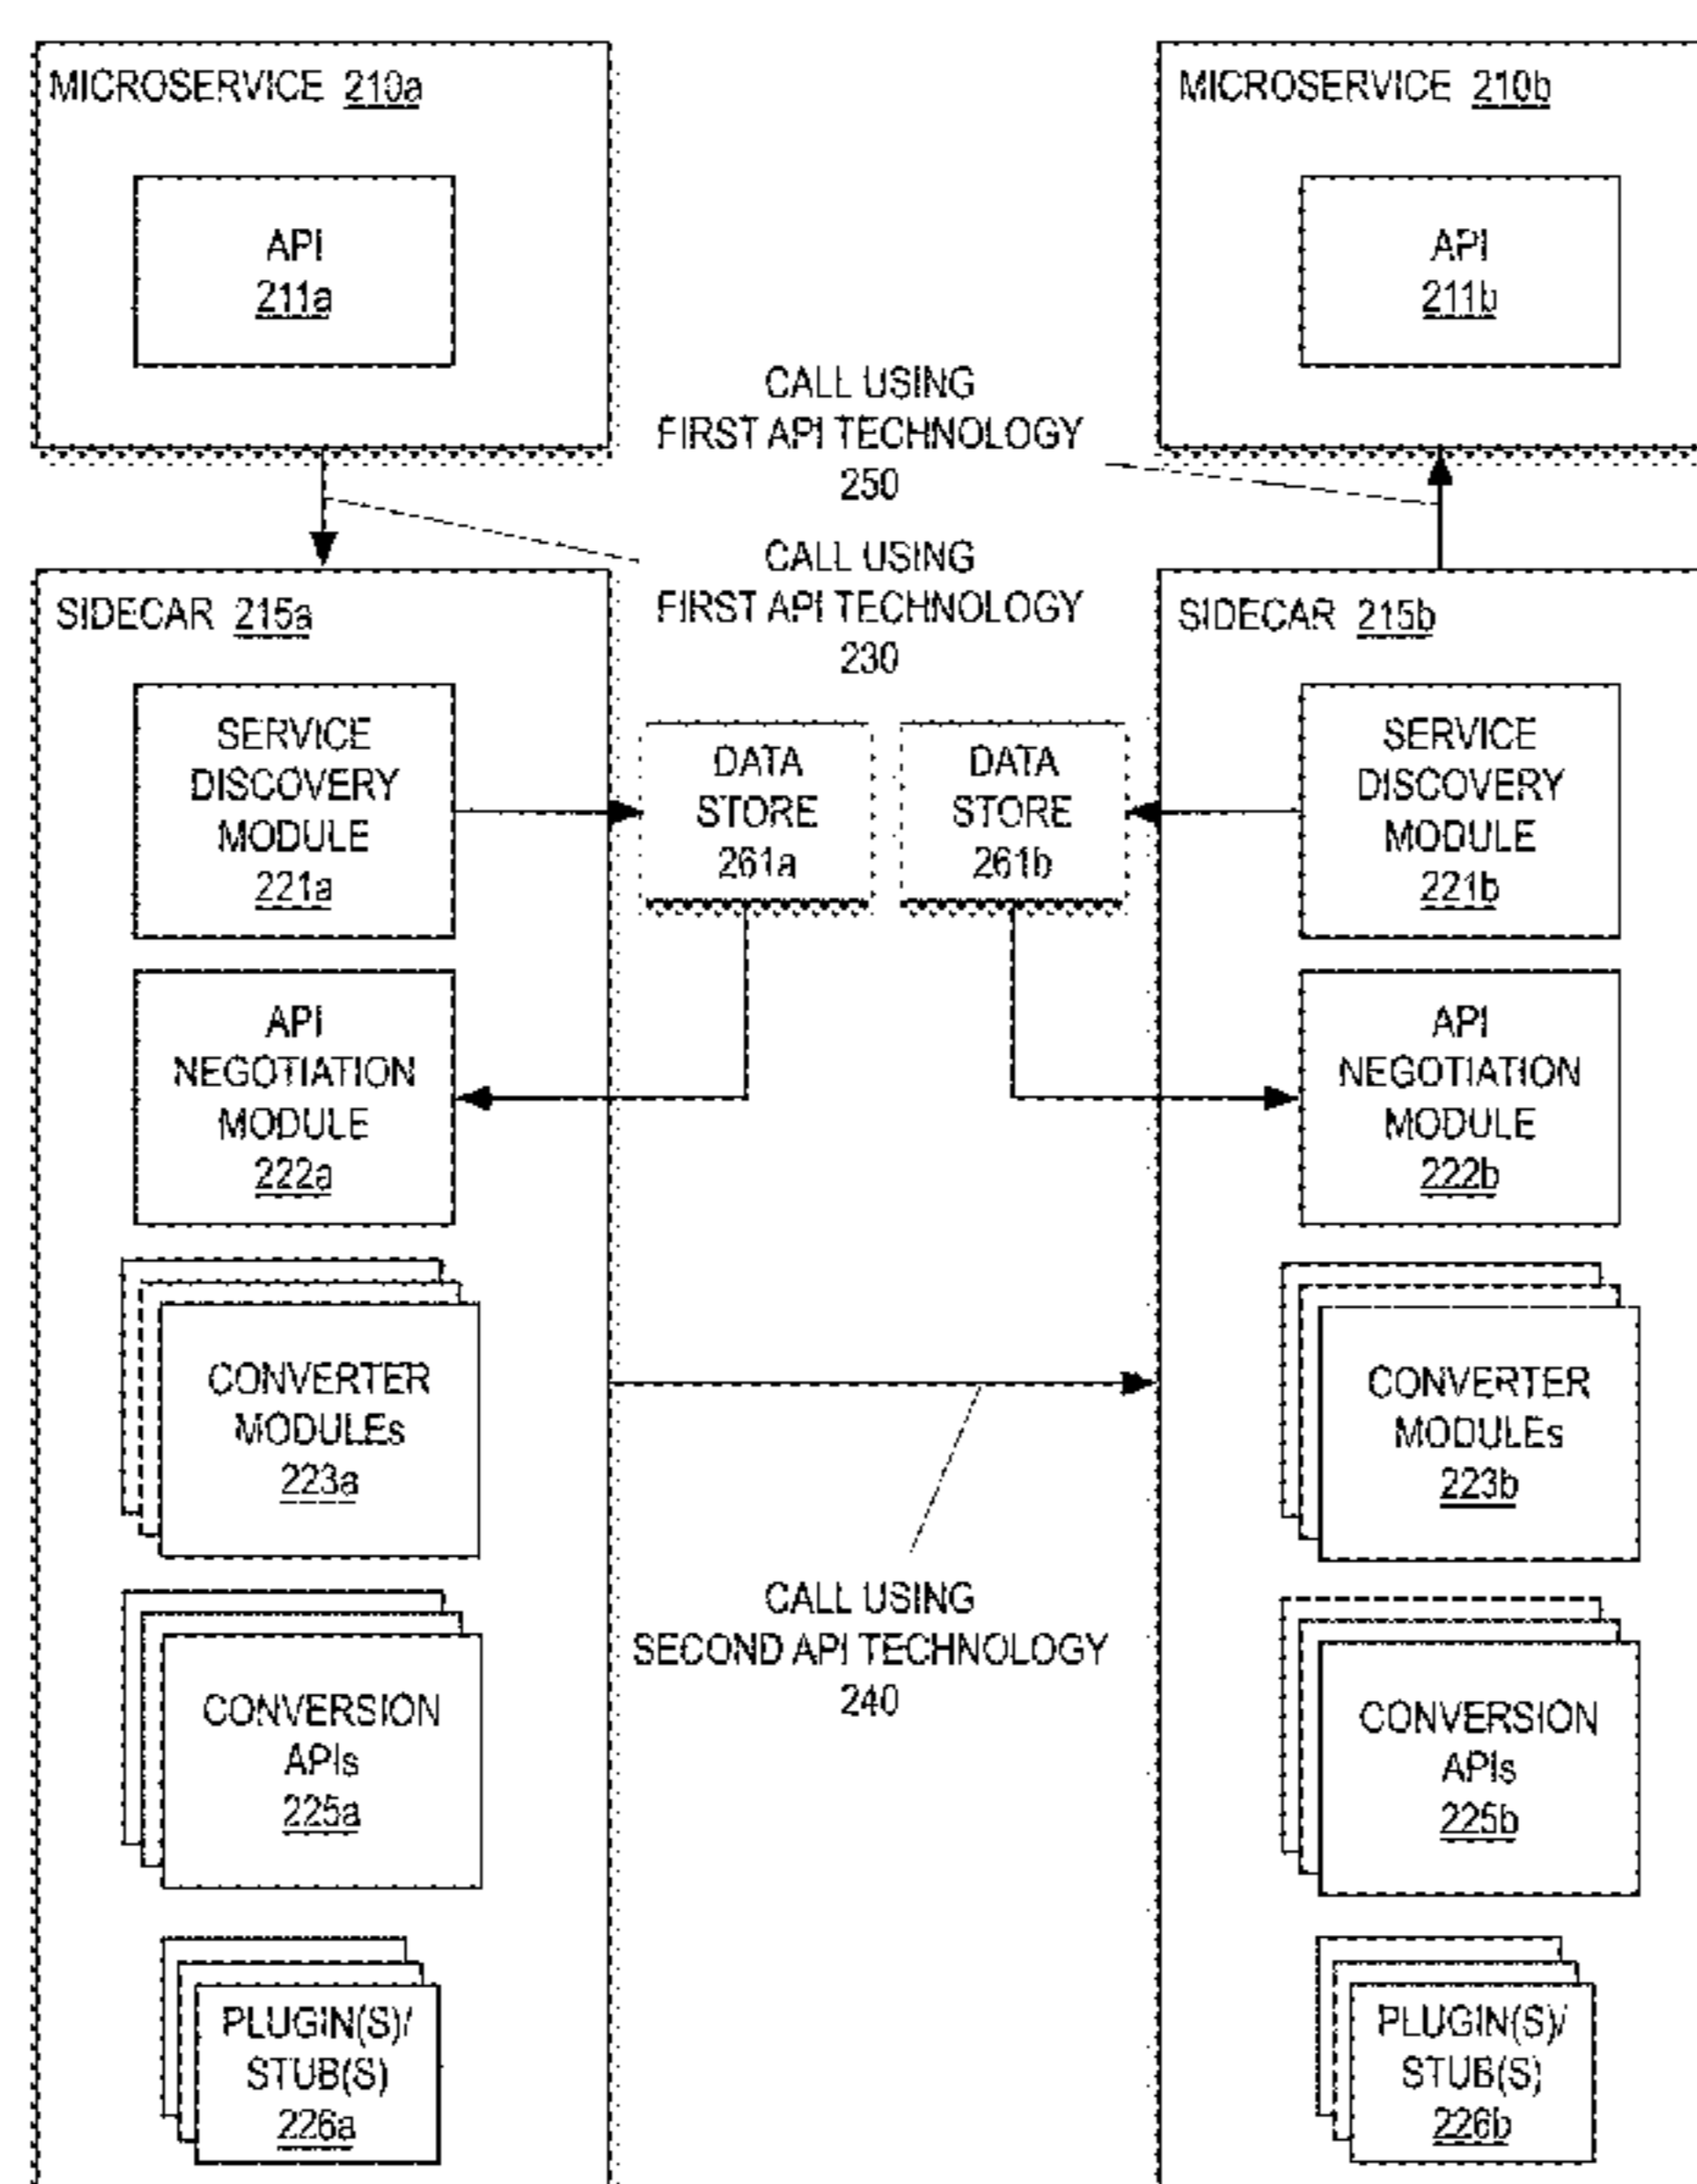 MICROSERVICE 210a
API
211a
MICROSERVICE 210b
API
211b
CALL USING
FIRST API TECHNOLOGY
250
CALL USING
FIRST API TECHNOLOGY
230
SIDECAR 215a
SERVICE
DISCOVERY
MODULE
221a
DATA
STORE
261a
DATA
STORE
261b
SIDECAR 215b
SERVICE
DISCOVERY
MODULE
221b
API
NEGOTIATION
MODULE
222a
API
NEGOTIATION
MODULE
222b
CONVERTER
MODULEs
223a
CONVERTER
MODULEs
223b
CALL USING
SECOND API TECHNOLOGY
240
CONVERSION
APIs
225a
CONVERSION
APIs
225b
PLUGIN(S)/
STUB(S)
226a
PLUGIN(S)/
STUB(S)
226b